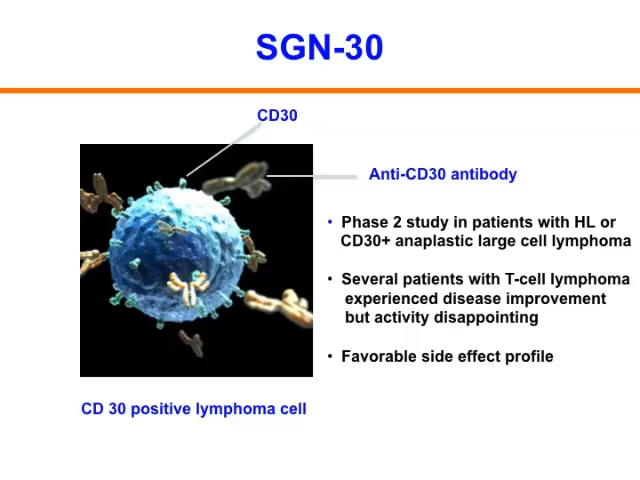 SGN-30
CD30
Anti-CD30 antibody
• Phase 2 study in patients with HL or
CD30+ anaplastic large cell lymphoma
• Several patients with T-cell lymphoma
experienced disease improvement
but activity disappointing
• Favorable side effect profile
CD 30 positive lymphoma cell